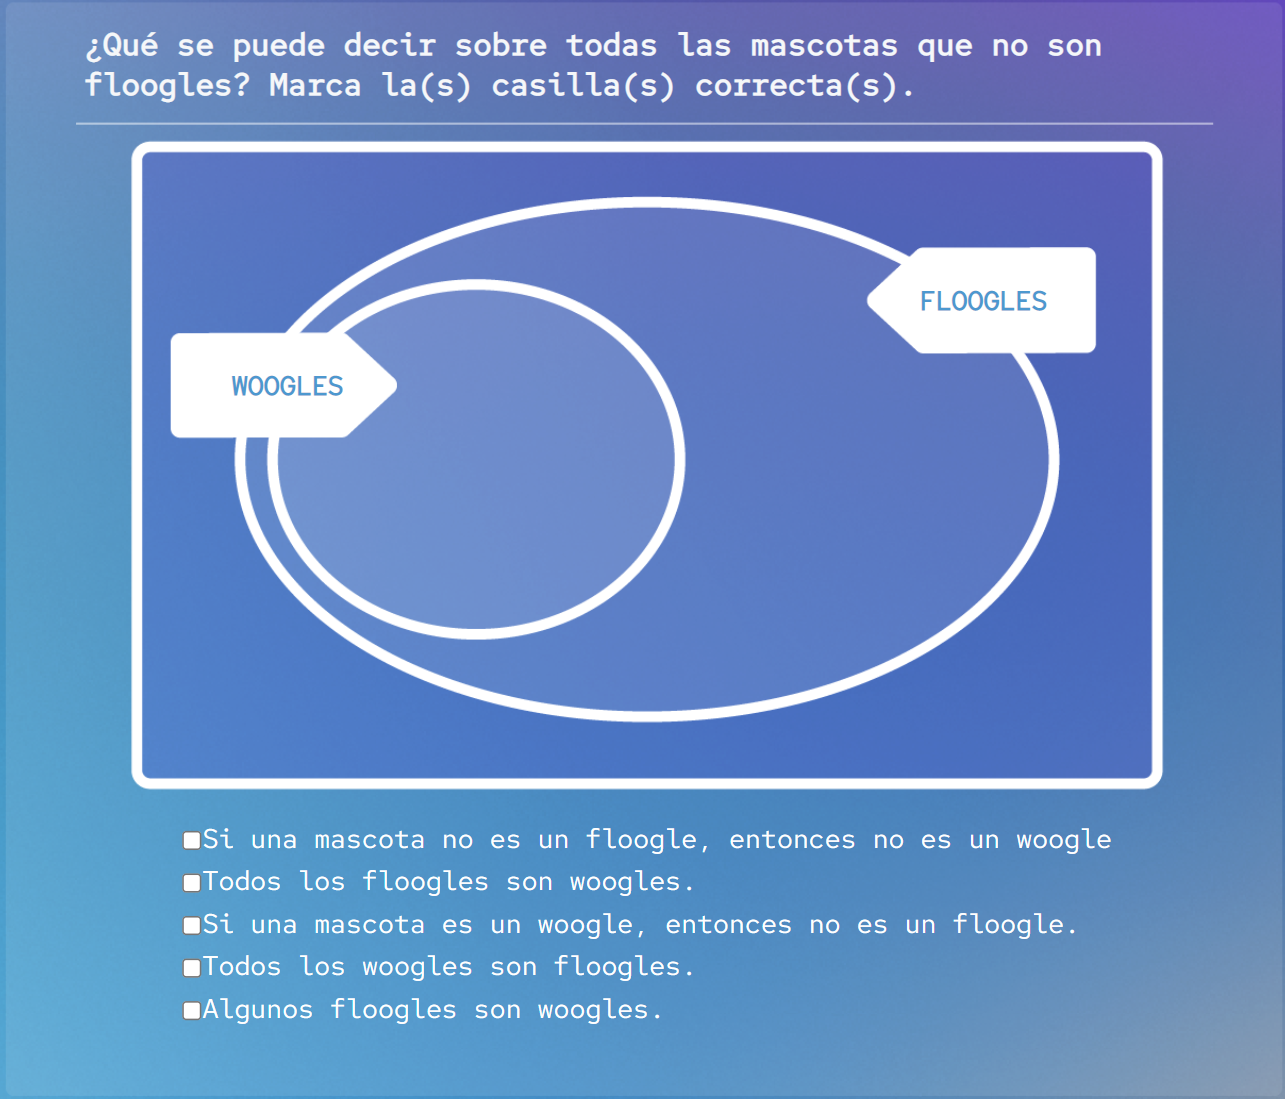 ¿Qué se puede decir sobre todas las mascotas que no son
floogles? Marca la(s) casilla(s) correcta(s).
FLOOGLES
WOOGLES
Si una mascota no es un floogle, entonces no es un woogle
Todos los floogles son woogles.
Si una mascota es un woogle, entonces no es un floogle.
Todos los woogles son floogles.
Algunos floogles son woogles.